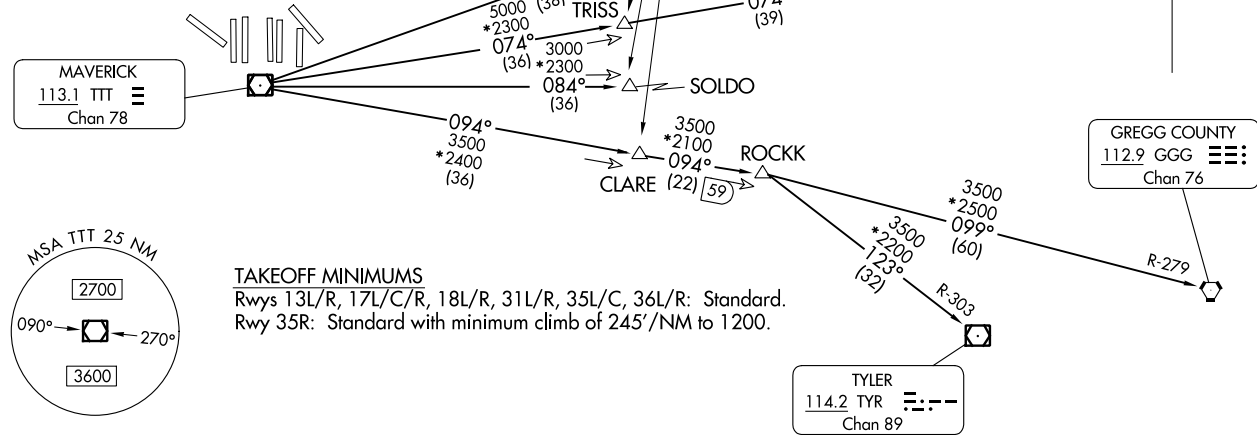 5000
(38)
*2300
074°
(36)
TRISS
074
(39)
3000
*2300
084°
(36)
SOLDO
MAVERICK
113.1 TTT
Chan 78
094°
3500
*2400
(36)
CLARE
3500
*2100
094°
(22)
59
ROCKK
GREGG COUNTY
112.9 GGG
Chan 76
3500
*2500
099°
(60)
R-279
3500
*2200
123°
(32)
R-303
MSA TTT 25 NM
2700
090°
270°
3600
TAKEOFF MINIMUMS
Rwys 13L/R, 17L/C/R, 18L/R, 31L/R, 35L/C, 36L/R: Standard.
Rwy 35R: Standard with minimum climb of 245'/NM to 1200.
TYLER
114.2 TYR
Chan 89